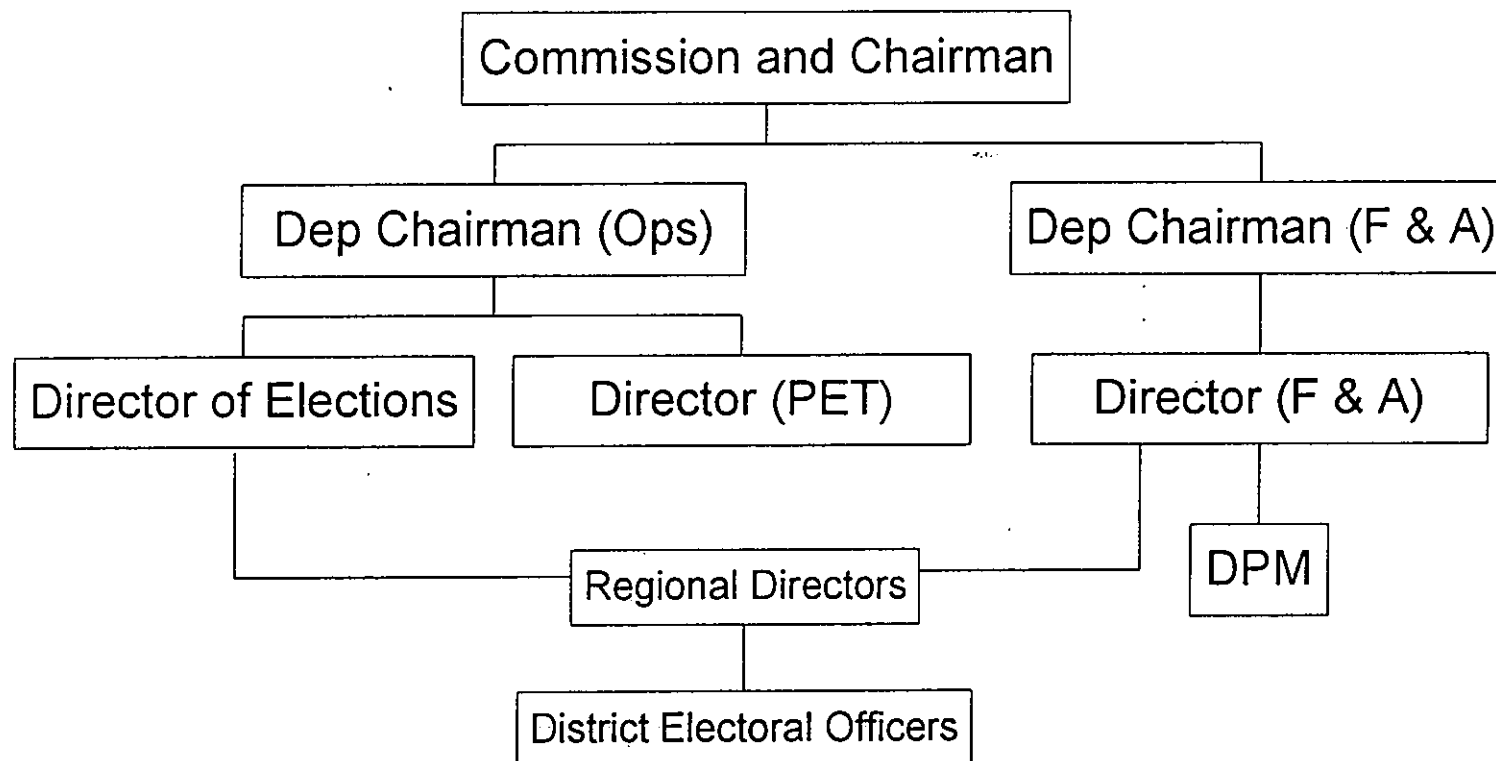 Commission and Chairman
Dep Chairman (Ops)
Dep Chairman (F & A)
Director of Elections
Director (PET)
Director (F & A)
Regional Directors
DPM
District Electoral Officers